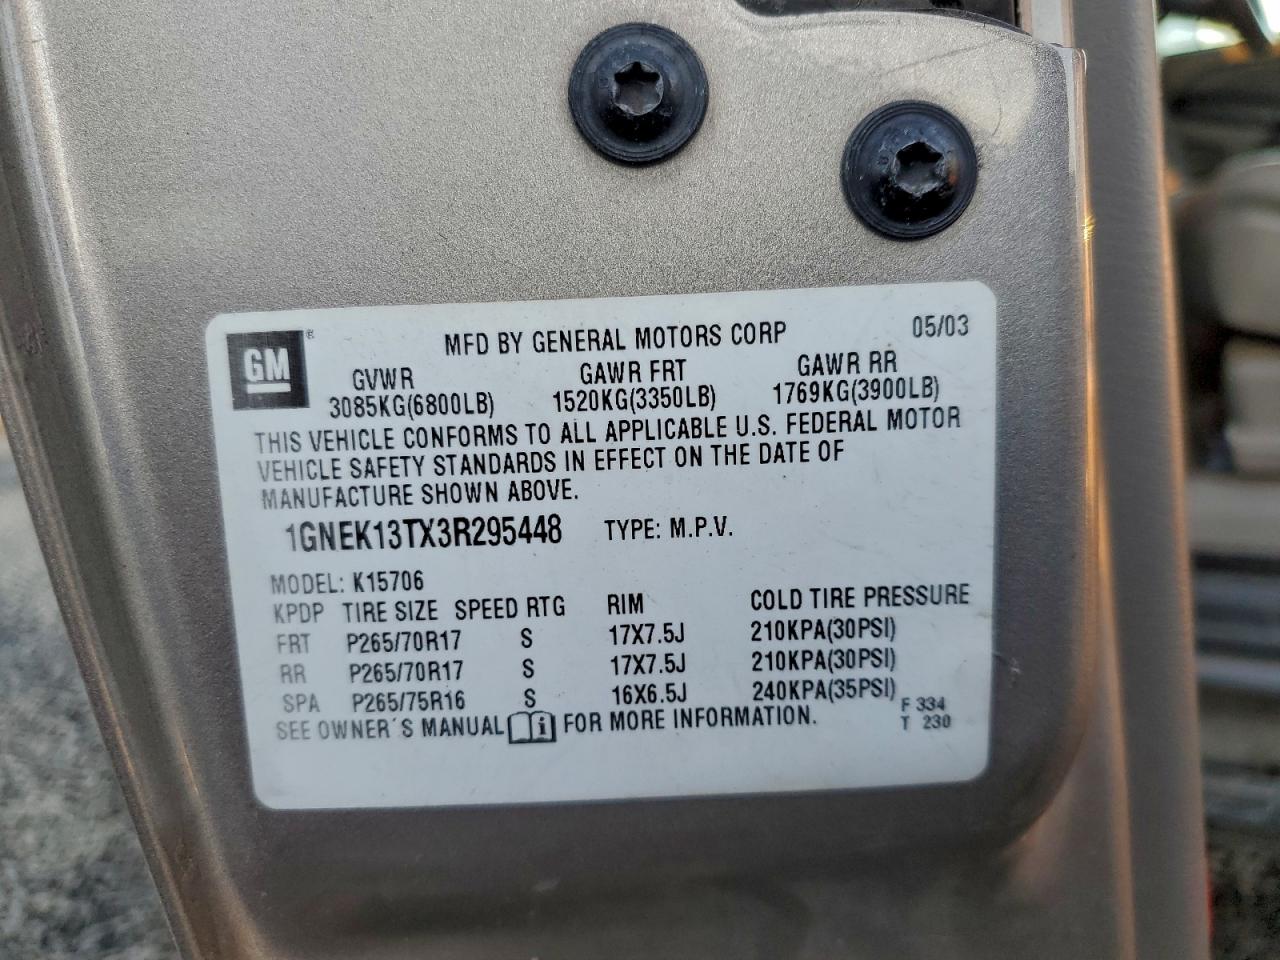 GM ® MFD BY GENERAL MOTORS CORP 05/03
GVWR GAWR FRT GAWR RR
3085KG(6800LB) 1520KG(3350LB) 1769KG(3900LB)
THIS VEHICLE CONFORMS TO ALL APPLICABLE U.S. FEDERAL MOTOR
VEHICLE SAFETY STANDARDS IN EFFECT ON THE DATE OF
MANUFACTURE SHOWN ABOVE.
1GNEK13TX3R295448 TYPE: M.P.V.
MODEL: K15706
KPDP TIRE SIZE SPEED RTG RIM COLD TIRE PRESSURE
FRT P265/70R17 S 17X7.5J 210KPA(30PSI)
RR P265/70R17 S 17X7.5J 210KPA(30PSI)
SPA P265/75R16 S 16X6.5J 240KPA(35PSI)
SEE OWNER'S MANUAL i FOR MORE INFORMATION.
F 334
T 230